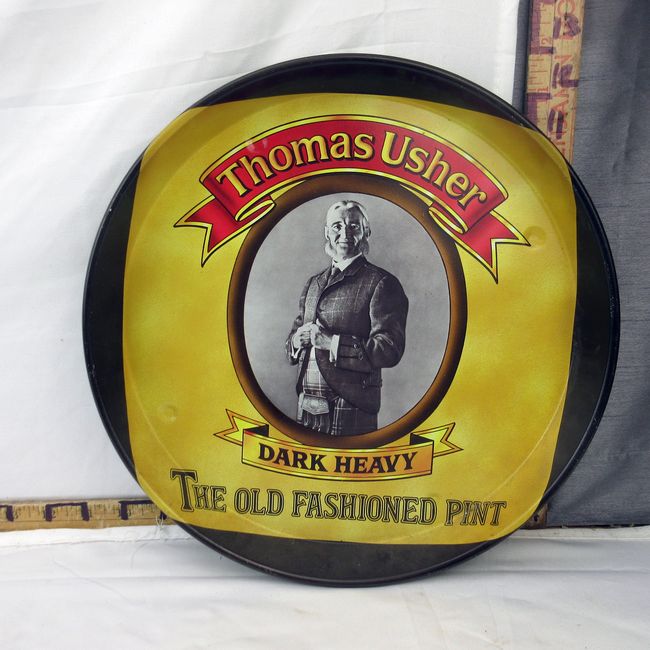 Thomas Usher
DARK HEAVY
THE OLD FASHIONED PINT